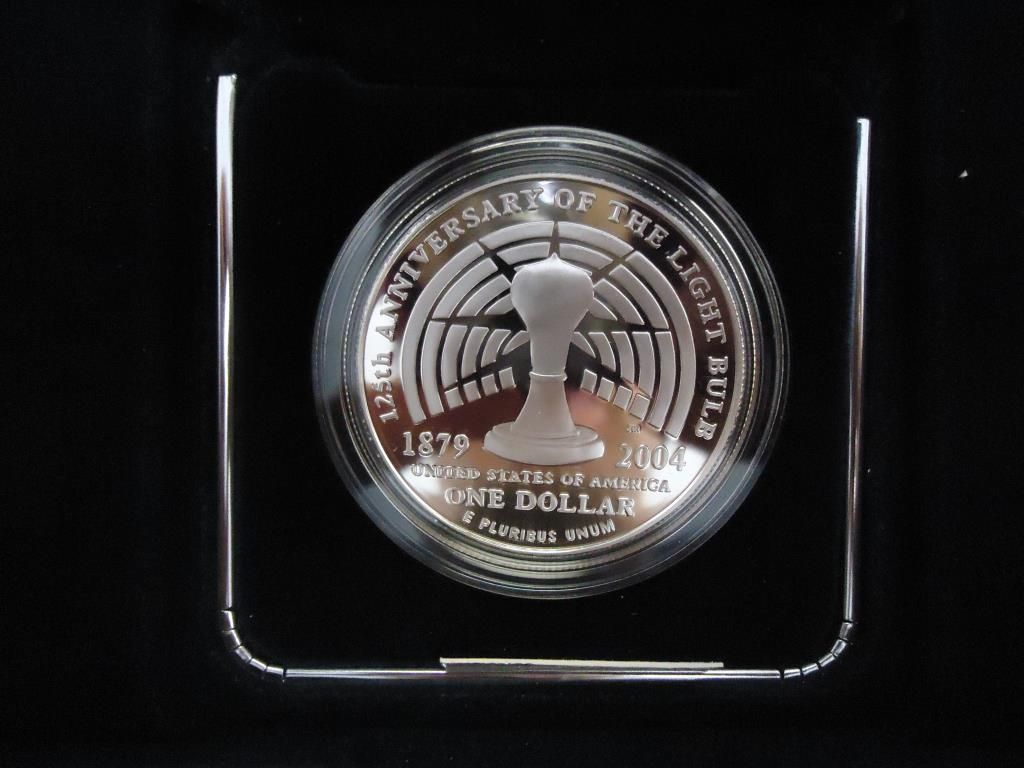 125th ANNIVERSARY OF THE LIGHT BULB
1879 2004
UNITED STATES OF AMERICA
ONE DOLLAR
E PLURIBUS UNUM